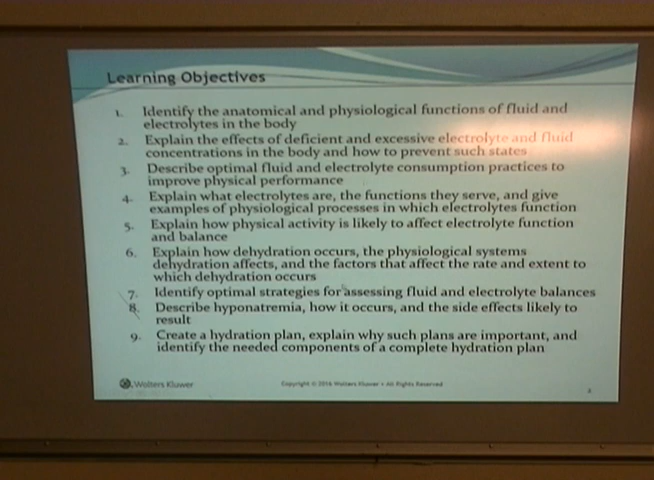 Learning Objectives
1. Identify the anatomical and physiological functions of fluid and
electrolytes in the body
2. Explain the effects of deficient and excessive electrolyte and fluid
concentrations in the body and how to prevent such states
3. Describe optimal fluid and electrolyte consumption practices to
improve physical performance
4. Explain what electrolytes are, the functions they serve, and give
examples of physiological processes in which electrolytes function
5. Explain how physical activity is likely to affect electrolyte function
and balance
6. Explain how dehydration occurs, the physiological systems
dehydration affects, and the factors that affect the rate and extent to
which dehydration occurs
7. Identify optimal strategies for assessing fluid and electrolyte balances
8. Describe hyponatremia, how it occurs, and the side effects likely to
result
9. Create a hydration plan, explain why such plans are important, and
identify the needed components of a complete hydration plan
Wolters Kluwer
Copyright © 2016 Wolters Kluwer • All Rights Reserved